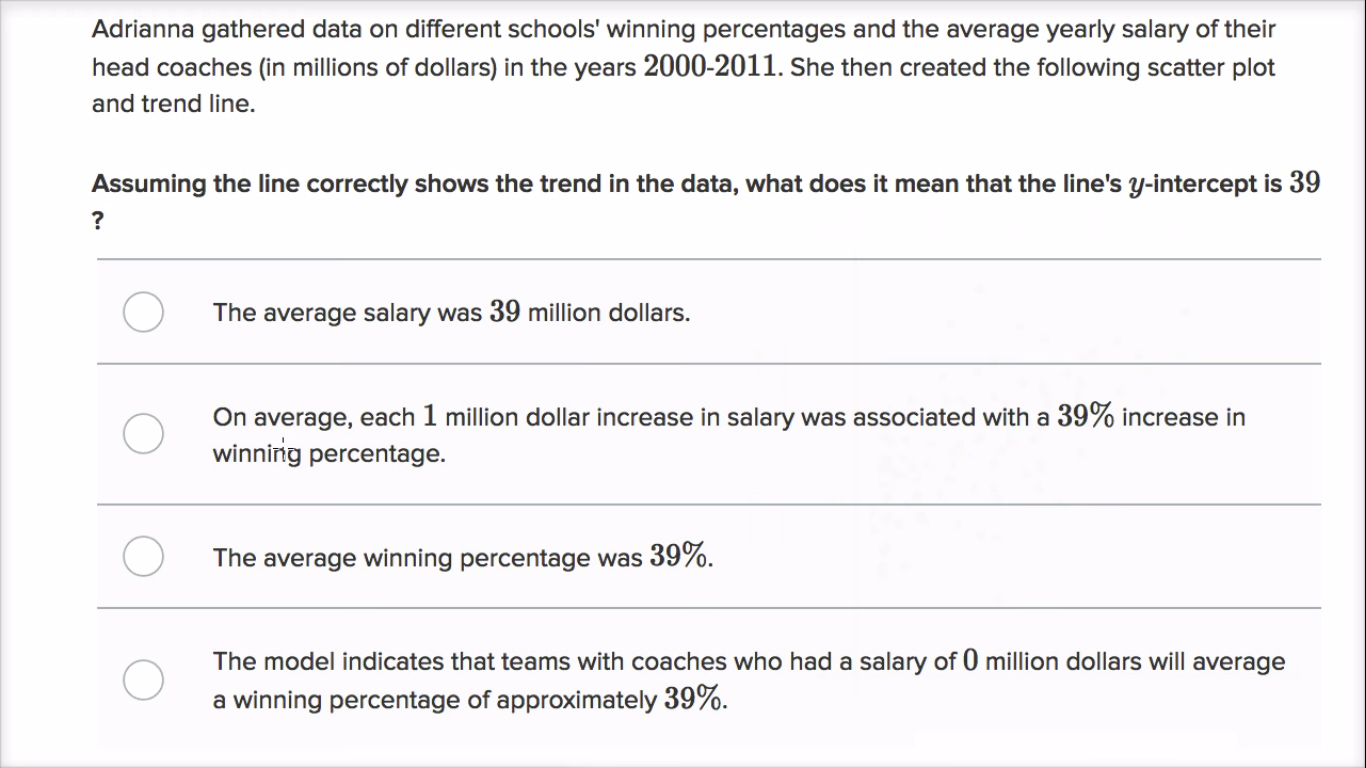 Adrianna gathered data on different schools' winning percentages and the average yearly salary of their
head coaches (in millions of dollars) in the years 2000-2011. She then created the following scatter plot
and trend line.
Assuming the line correctly shows the trend in the data, what does it mean that the line's y-intercept is 39
?
The average salary was 39 million dollars.
On average, each 1 million dollar increase in salary was associated with a 39% increase in
winning percentage.
The average winning percentage was 39%.
The model indicates that teams with coaches who had a salary of 0 million dollars will average
a winning percentage of approximately 39%.